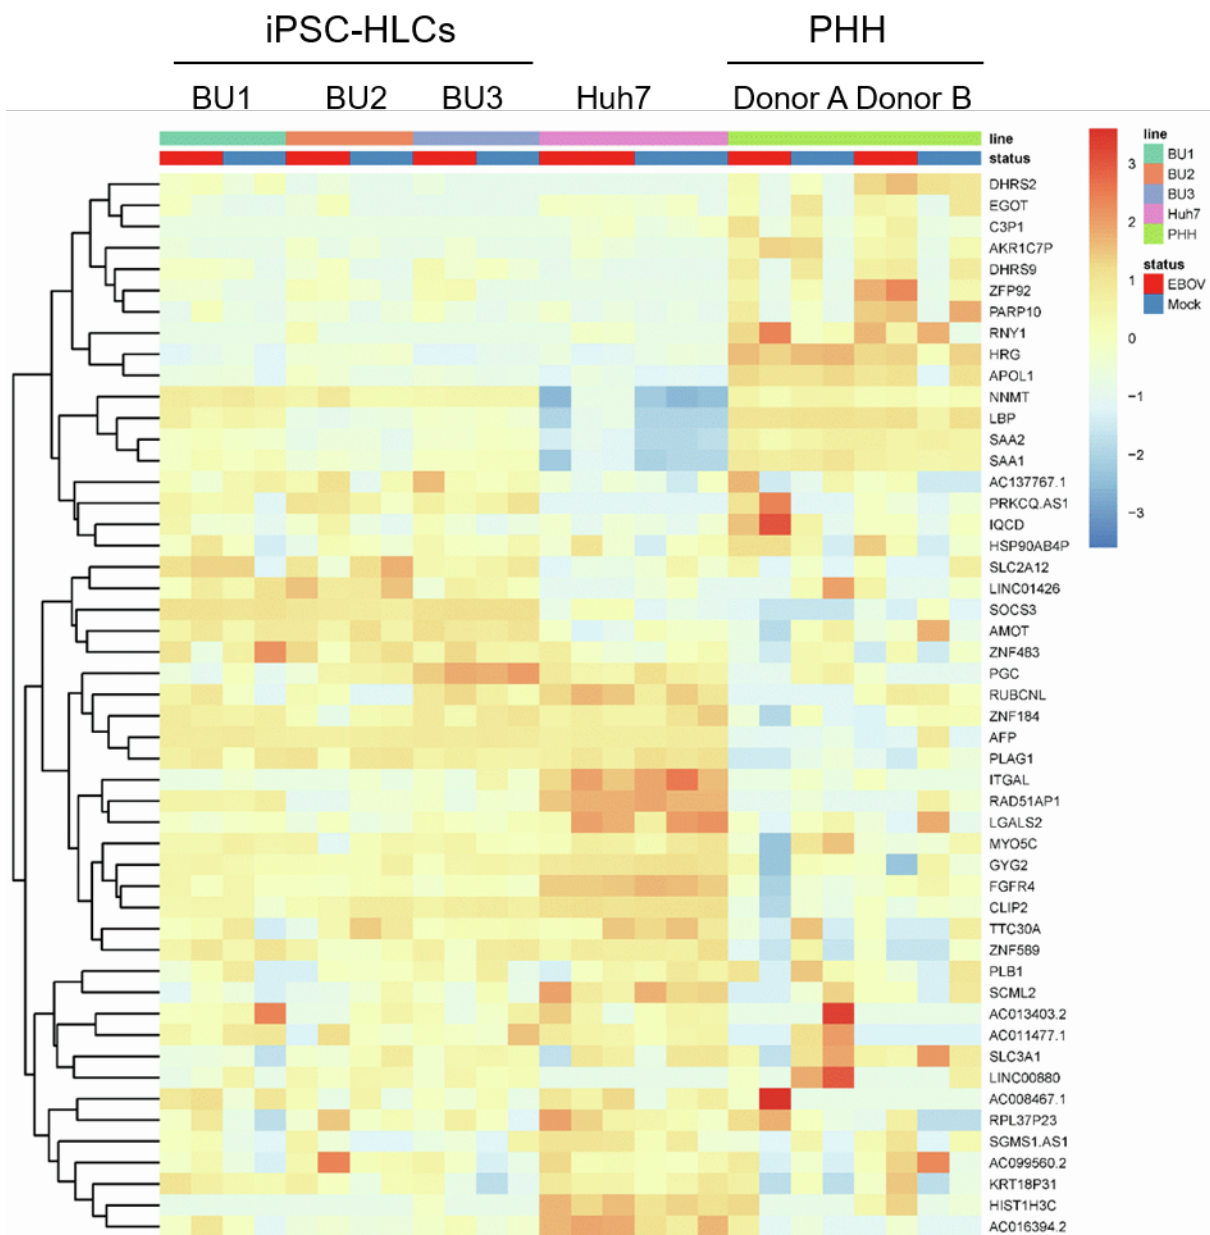 iPSC-HLCs PHH
BU1 BU2 BU3 Huh7 Donor A Donor B
line
status
DHRS2
EGOT
C3P1
AKR1C7P
DHRS9
ZFP92
PARP10
RNY1
HRG
APOL1
NNMT
LBP
SAA2
SAA1
AC137767.1
PRKCQ.AS1
IQCD
HSP90AB4P
SLC2A12
LINC01426
SOCS3
AMOT
ZNF483
PGC
RUBCNL
ZNF184
AFP
PLAG1
ITGAL
RAD51AP1
LGALS2
MYO5C
GYG2
FGFR4
CLIP2
TTC30A
ZNF589
PLB1
SCML2
AC013403.2
AC011477.1
SLC3A1
LINC00880
AC008467.1
RPL37P23
SGMS1.AS1
AC099560.2
KRT18P31
HIST1H3C
AC016394.2
3
2
1
0
−1
−2
−3
line
BU1
BU2
BU3
Huh7
PHH
status
EBOV
Mock